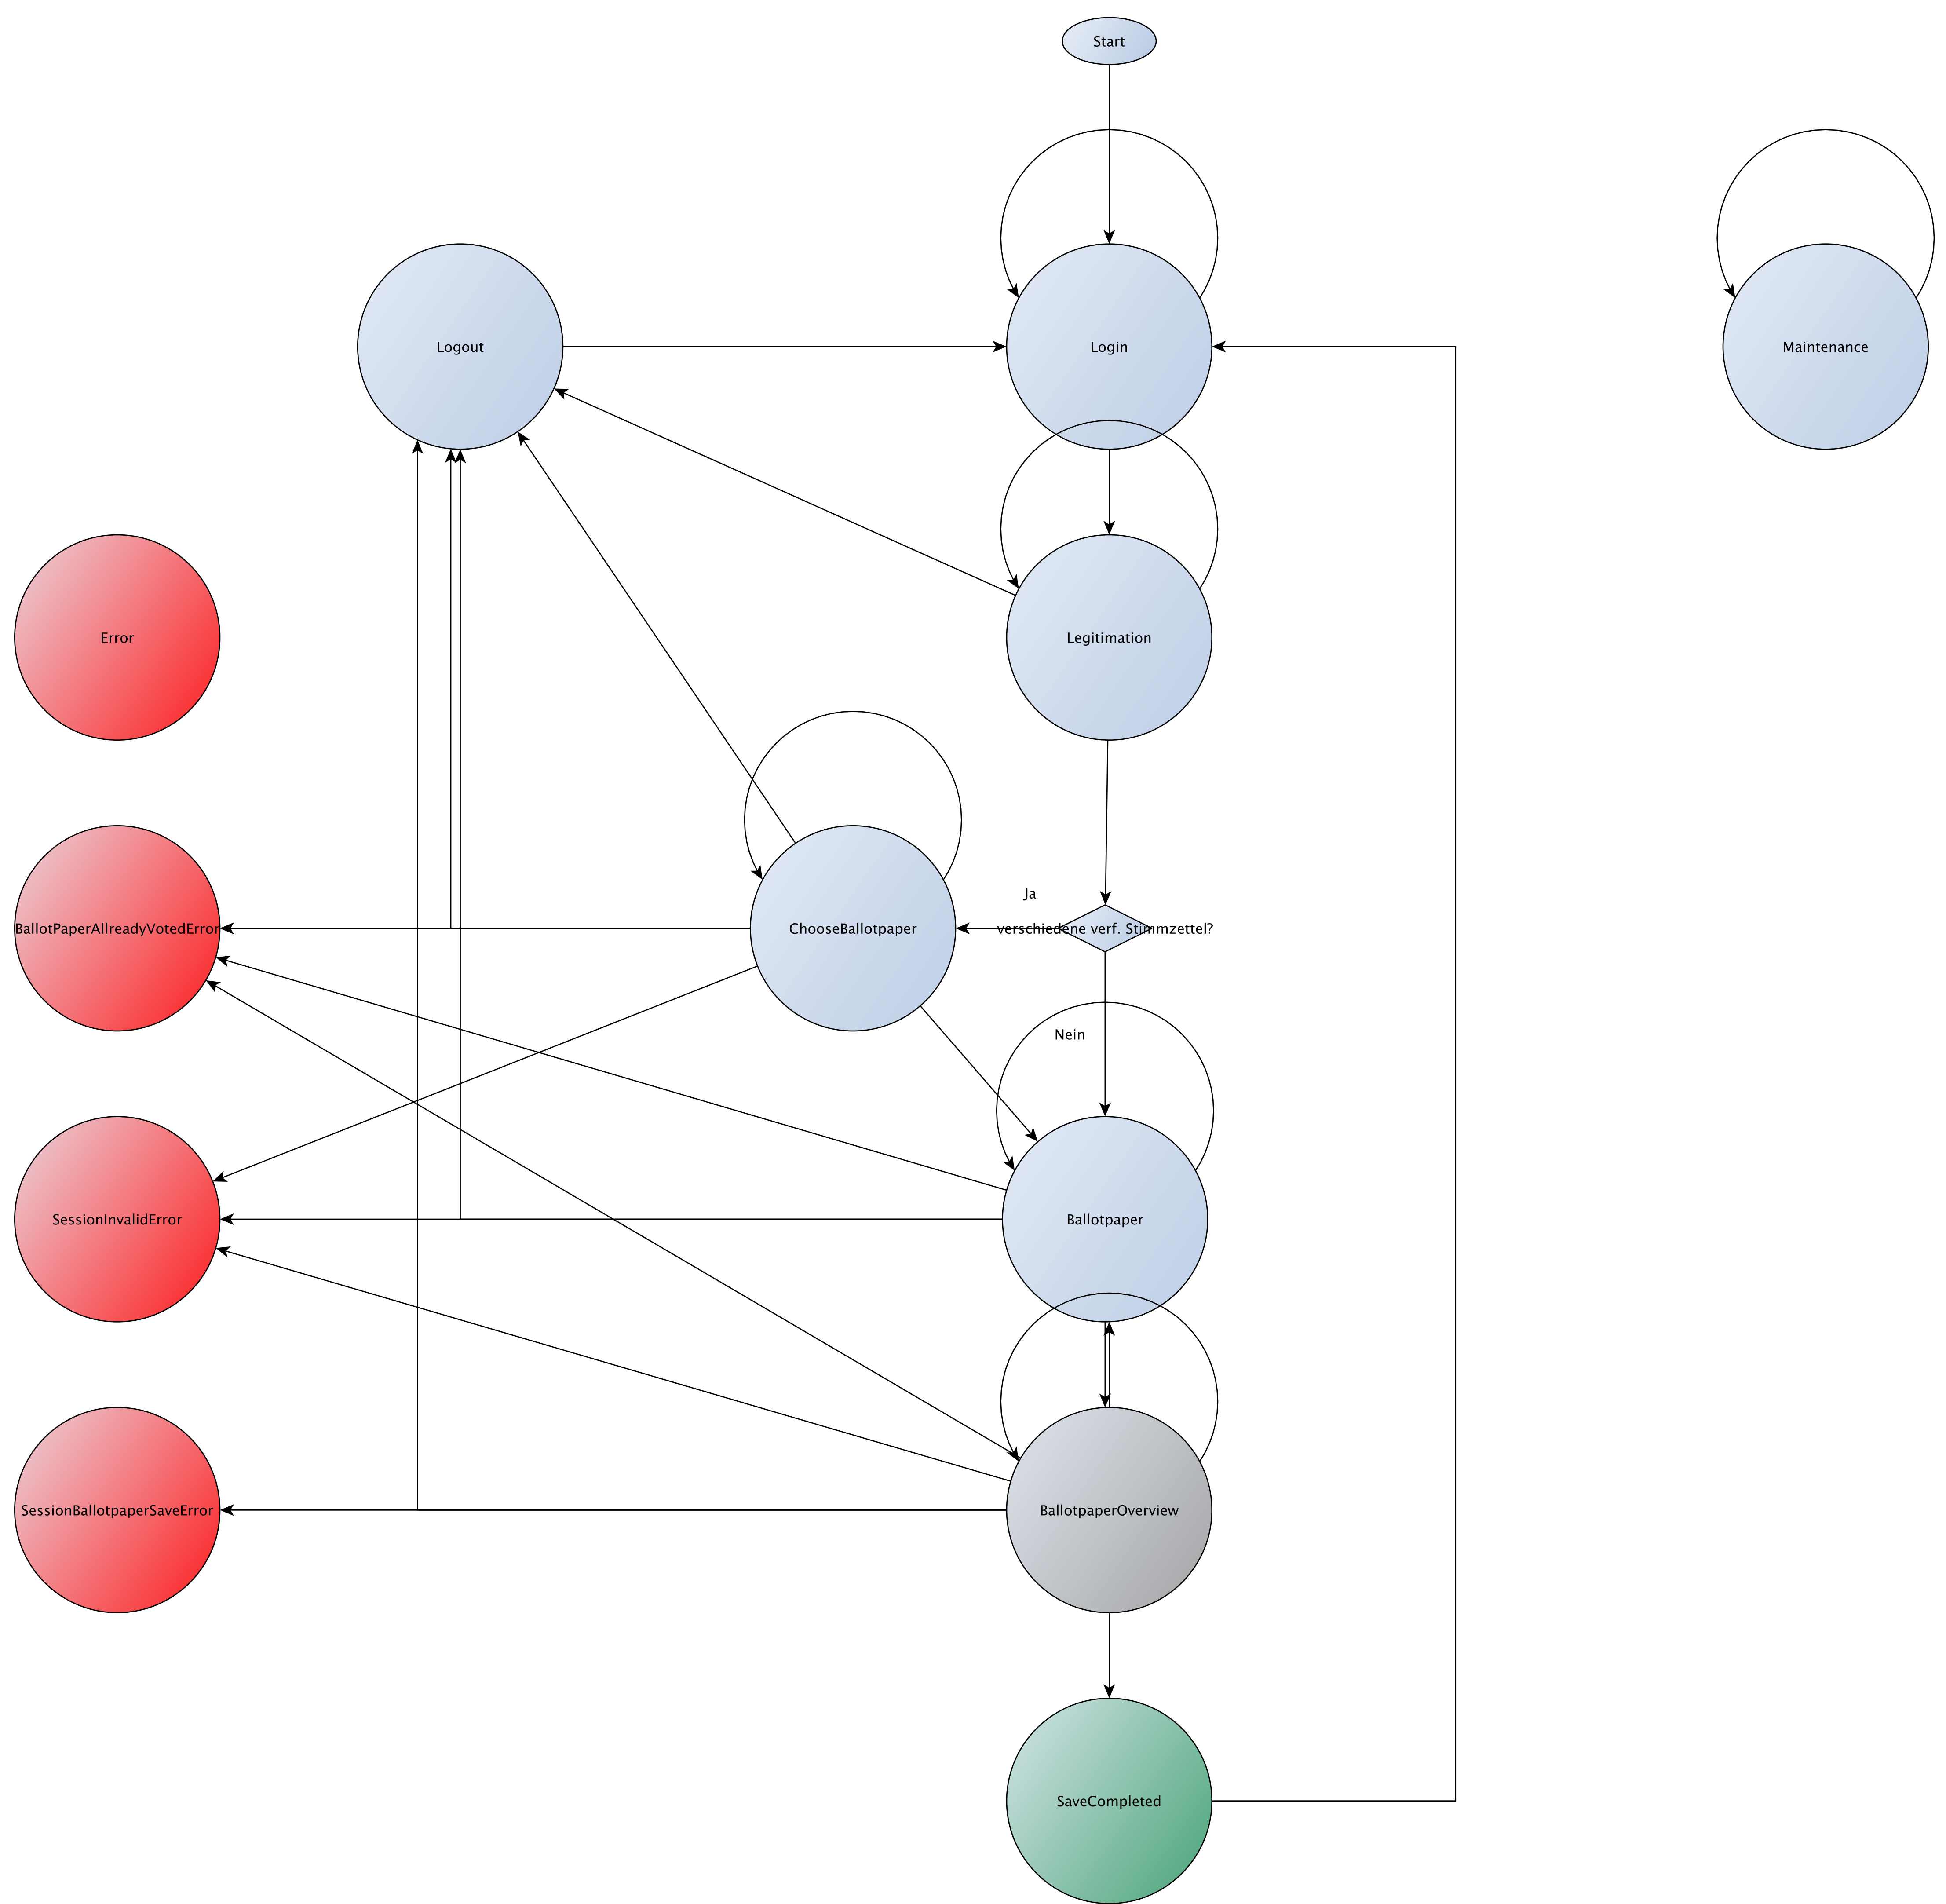 Start
Logout
Login
Maintenance
Error
Legitimation
Ja
BallotPaperAllreadyVotedError
ChooseBallotpaper
verschiedene verf. Stimmzettel?
Nein
SessionInvalidError
Ballotpaper
SessionBallotpaperSaveError
BallotpaperOverview
SaveCompleted